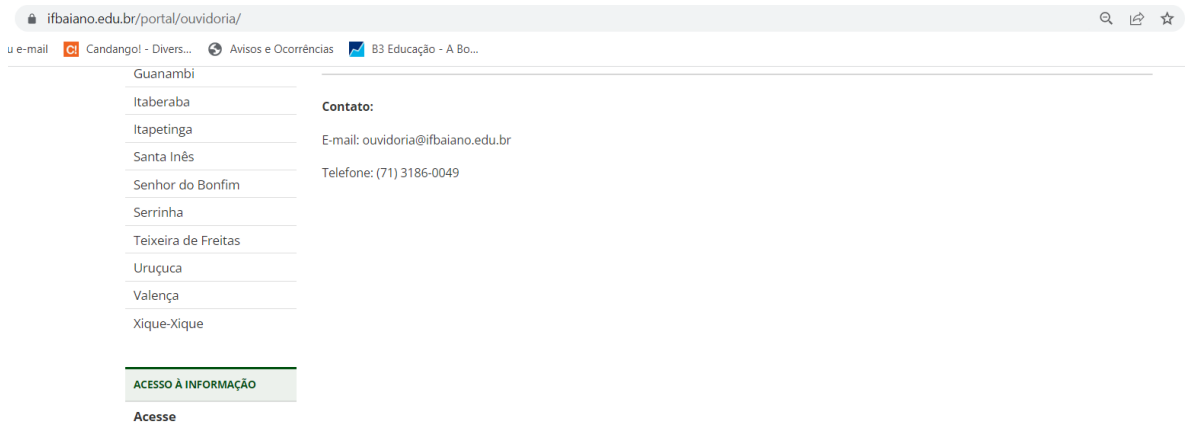 ifbaiano.edu.br/portal/ouvidoria/
u e-mail C! Candango! - Divers... Avisos e Ocorrências B3 Educação - A Bo...
Guanambi
Itaberaba
Itapetinga
Santa Inês
Senhor do Bonfim
Serrinha
Teixeira de Freitas
Uruçuca
Valença
Xique-Xique
ACESSO À INFORMAÇÃO
Acesse
Contato:
E-mail: ouvidoria@ifbaiano.edu.br
Telefone: (71) 3186-0049